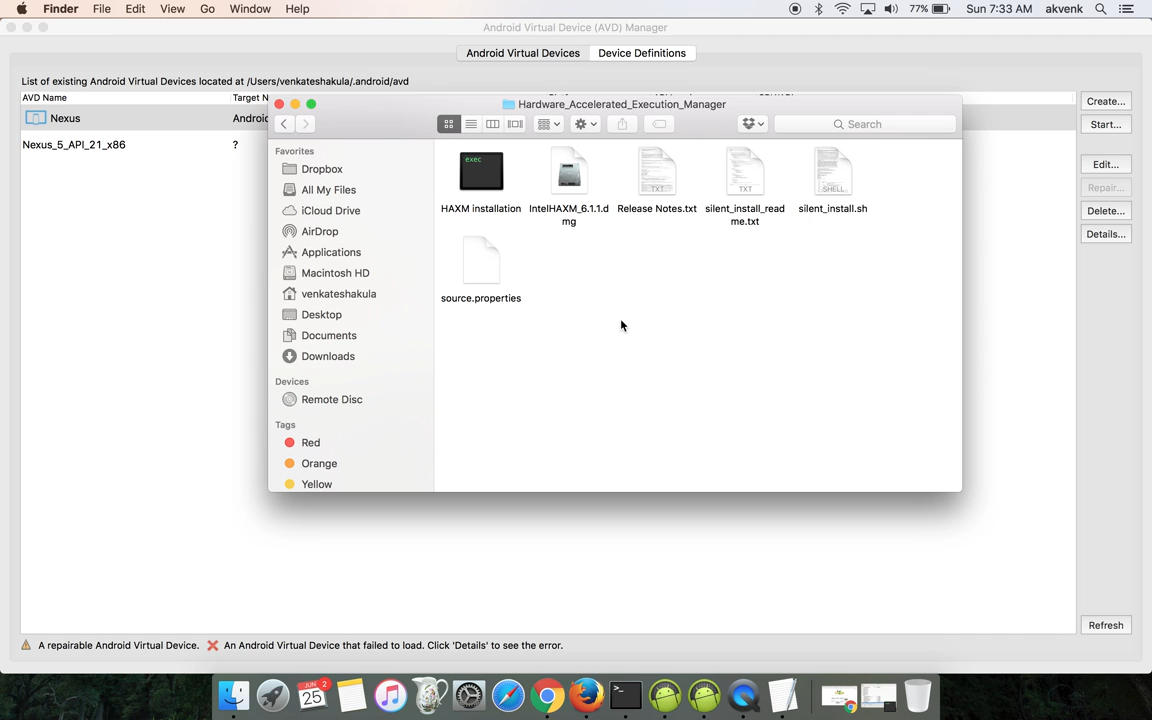 Finder File Edit View Go Window Help 77% Sun 7:33 AM akvenk
Android Virtual Device (AVD) Manager
Android Virtual Devices Device Definitions
List of existing Android Virtual Devices located at /Users/venkateshakula/.android/avd
AVD Name Target N
Nexus Androi
Nexus_5_API_21_x86 ?
Create...
Start...
Edit...
Repair...
Delete...
Details...
Refresh
Hardware_Accelerated_Execution_Manager
Search
Favorites
Dropbox
All My Files
iCloud Drive
AirDrop
Applications
Macintosh HD
venkateshakula
Desktop
Documents
Downloads
Devices
Remote Disc
Tags
Red
Orange
Yellow
exec
TXT TXT SHELL
HAXM installation IntelHAXM_6.1.1.d Release Notes.txt silent_install_read silent_install.sh
mg me.txt
source.properties
A repairable Android Virtual Device. An Android Virtual Device that failed to load. Click 'Details' to see the error.
JUN 2
25